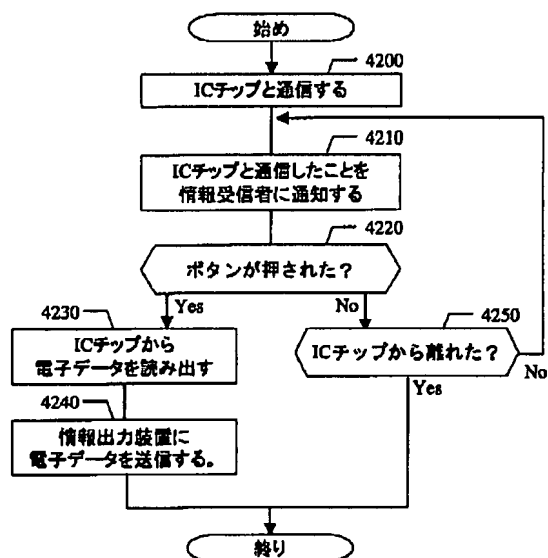 始め
4200
ICチップと通信する
4210
ICチップと通信したことを
情報受信者に通知する
4220
ボタンが押された?
Yes
No
4230
ICチップから
電子データを読み出す
4250
ICチップから離れた?
No
Yes
4240
情報出力装置に
電子データを送信する。
終り